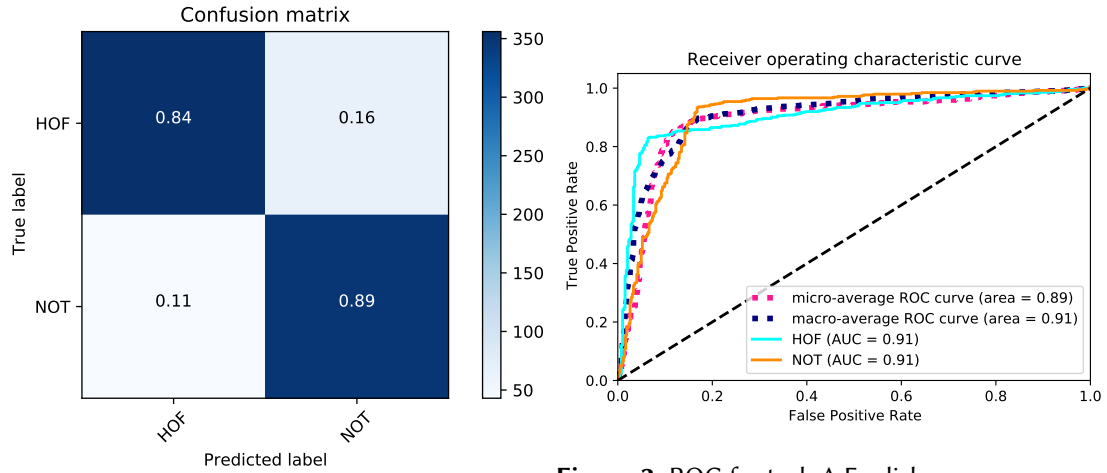 Confusion matrix
HOF
NOT
True label
0.84
0.16
0.11
0.89
HOF
NOT
Predicted label
350
300
250
200
150
100
50
Receiver operating characteristic curve
1.0
0.8
0.6
0.4
0.2
0.0
True Positive Rate
micro-average ROC curve (area = 0.89)
macro-average ROC curve (area = 0.91)
HOF (AUC = 0.91)
NOT (AUC = 0.91)
0.0
0.2
0.4
0.6
0.8
1.0
False Positive Rate